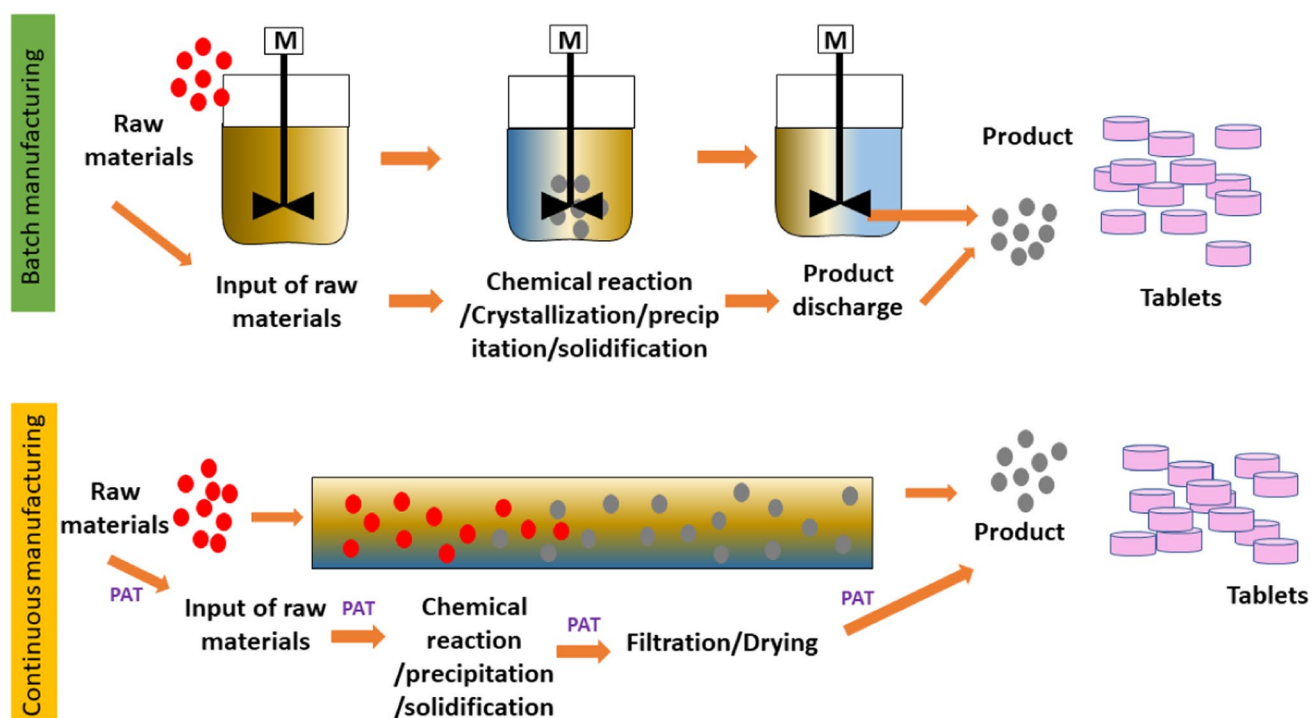 Batch manufacturing
M
M
M
Raw
materials
Product
Input of raw
materials
Chemical reaction
/Crystallization/precip
itation/solidification
Product
discharge
Tablets
Continuous manufacturing
Raw
materials
Product
PAT
Input of raw
materials
PAT
Chemical
reaction
/precipitation
/solidification
PAT
Filtration/Drying
PAT
Tablets